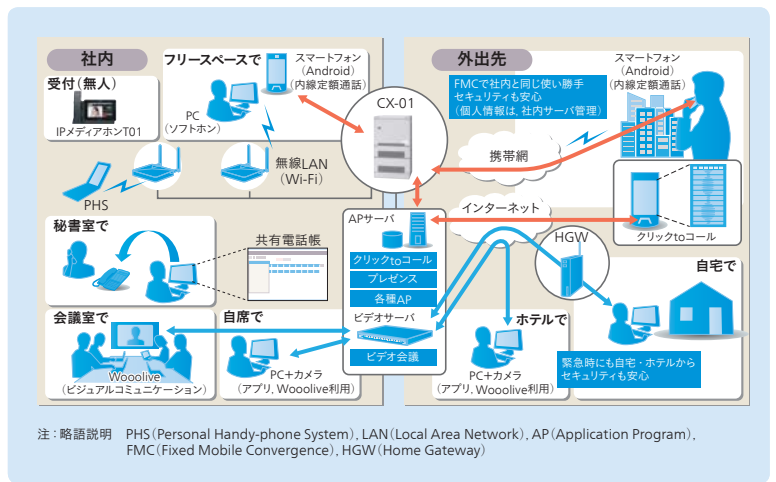 社内
受付（無人）
IPメディアホンT01
フリースペースで
スマートフォン
（Android）
（内線定額通話）
PC
（ソフトホン）
無線LAN
（Wi-Fi）
PHS
CX-01
外出先
FMCで社内と同じ使い勝手
セキュリティも安心
（個人情報は、社内サーバ管理）
スマートフォン
（Android）
（内線定額通話）
携帯網
インターネット
クリックtoコール
秘書室で
共有電話帳
APサーバ
クリックtoコール
プレゼンス
各種AP
ビデオサーバ
ビデオ会議
HGW
自宅で
会議室で
Wooolive
（ビジュアルコミュニケーション）
自席で
PC+カメラ
（アプリ，Wooolive利用）
ホテルで
PC+カメラ
（アプリ，Wooolive利用）
緊急時にも自宅・ホテルから
セキュリティも安心
注：略語説明　PHS（Personal Handy-phone System），LAN（Local Area Network），AP（Application Program），
FMC（Fixed Mobile Convergence），HGW（Home Gateway）